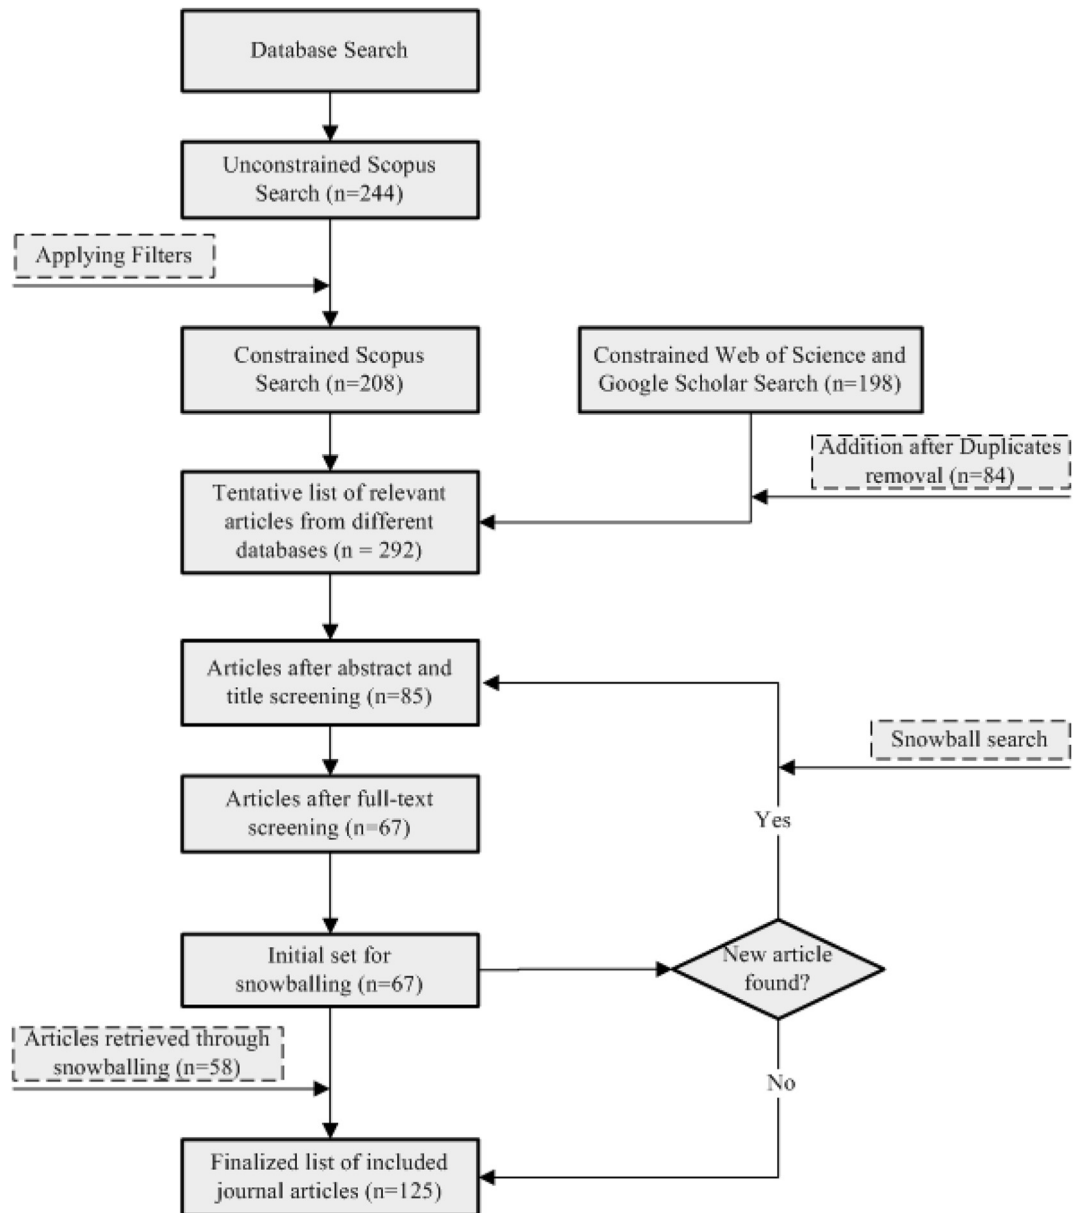 Database Search
Unconstrained Scopus
Search (n=244)
Applying Filters
Constrained Scopus
Search (n=208)
Constrained Web of Science and
Google Scholar Search (n=198)
Addition after Duplicates
removal (n=84)
Tentative list of relevant
articles from different
databases (n = 292)
Articles after abstract and
title screening (n=85)
Snowball search
Articles after full-text
screening (n=67)
Yes
Initial set for
snowballing (n=67)
New article
found?
Articles retrieved through
snowballing (n=58)
No
Finalized list of included
journal articles (n=125)